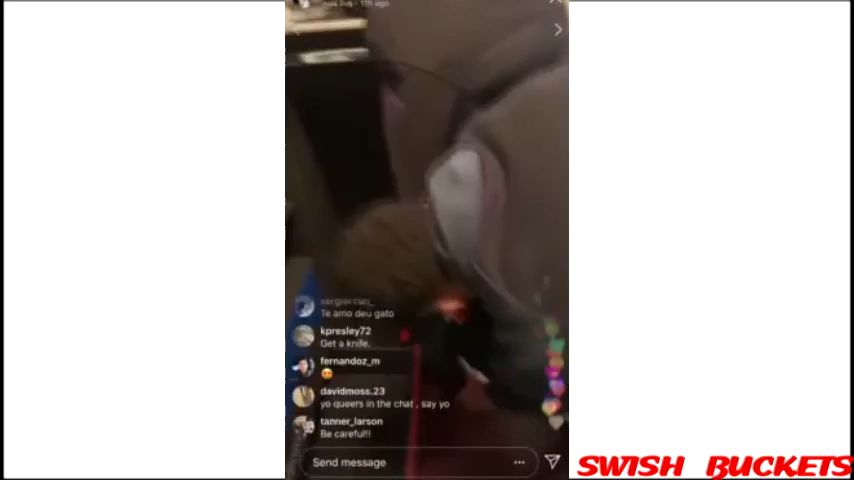 Te amo deu gato
kpresley72
Get a knife.
fernandoz_m
davidmoss.23
yo queers in the chat , say yo
tanner_larson
Be careful!!
Send message
SWISH BUCKETS